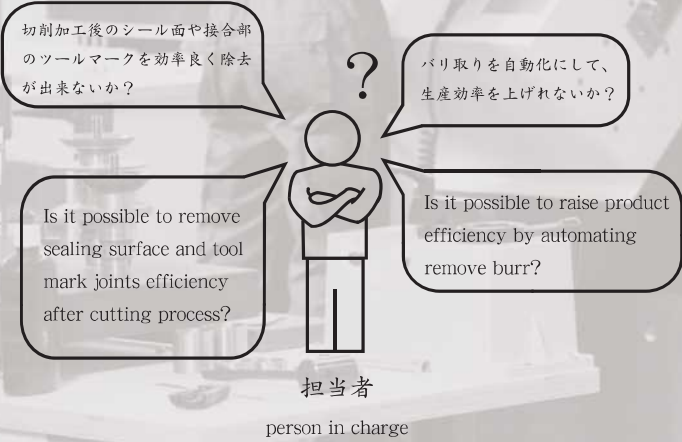 切削加工後のシール面や接合部
のツールマークを効率良く除去
が出来ないか？
?
バリ取りを自動化にして、
生産効率を上げれないか？
Is it possible to remove
sealing surface and tool
mark joints efficiency
after cutting process?
Is it possible to raise product
efficiency by automating
remove burr?
担当者
person in charge